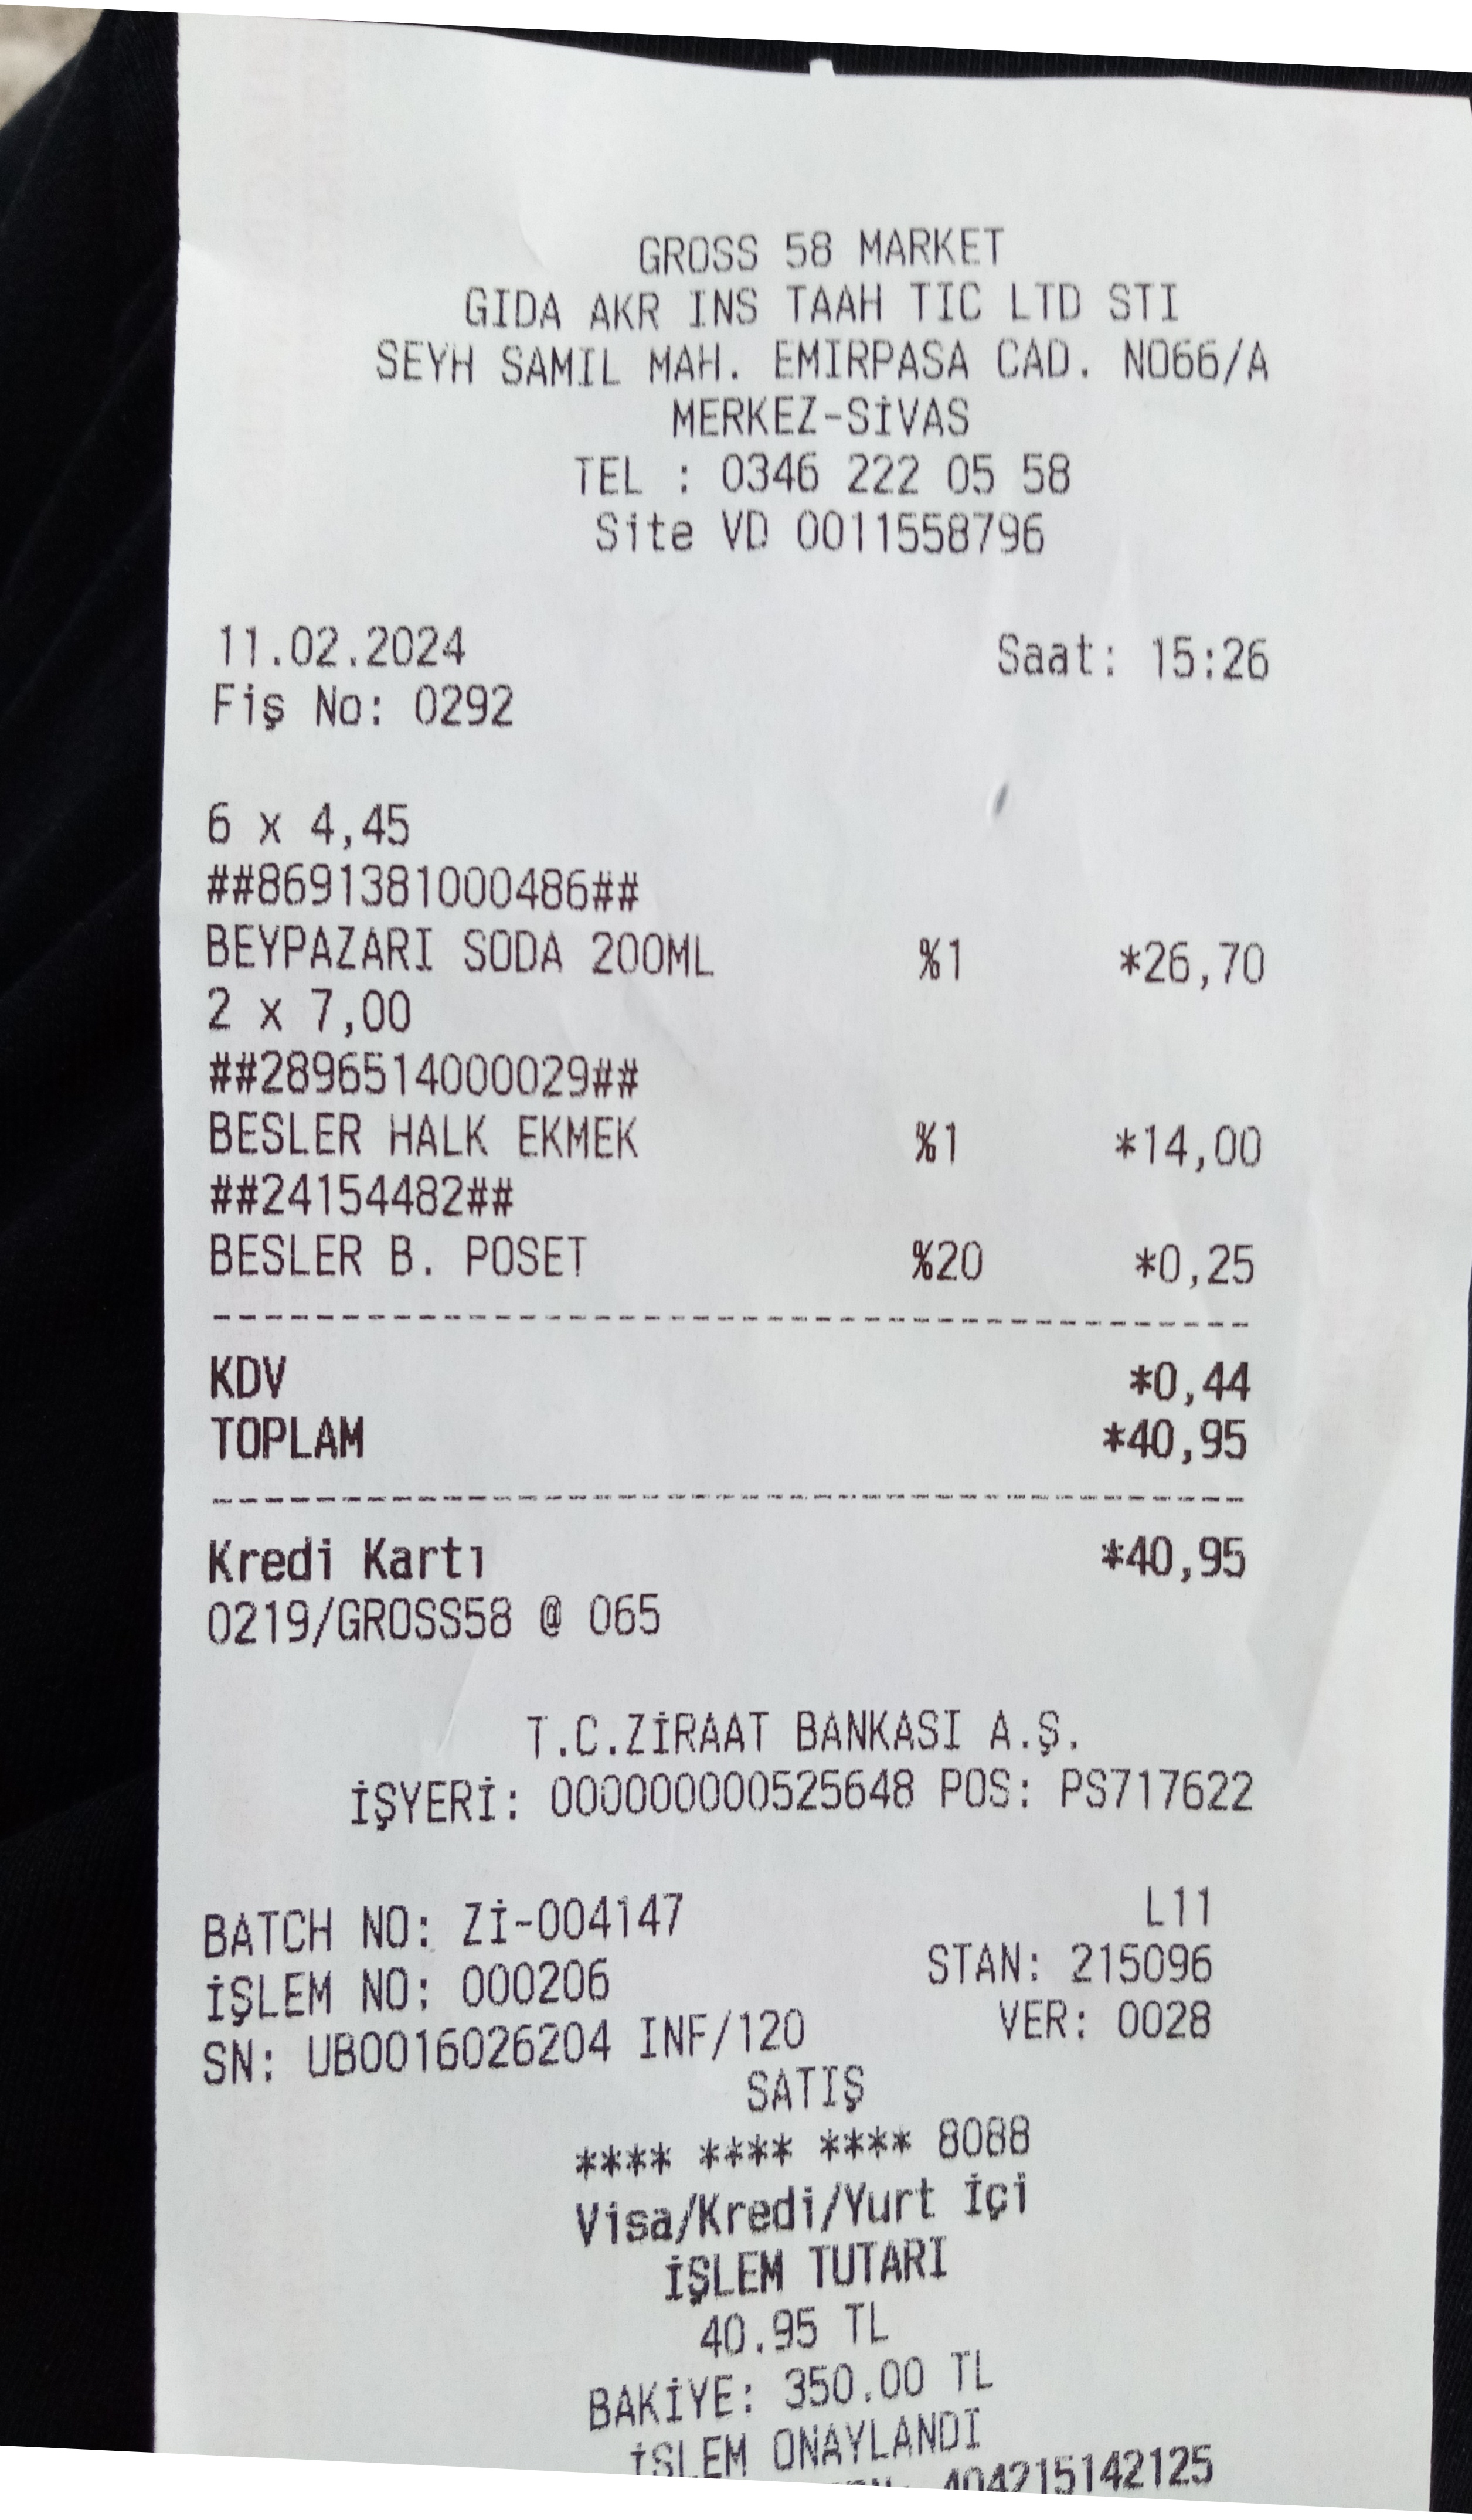 GROSS 58 MARKET
GIDA AKR INS TAAH TIC LTD STI
SEYH SAMIL MAH. EMIRPASA CAD. NO66/A
MERKEZ-SİVAS
TEL : 0346 222 05 58
Site VD 0011558796
11.02.2024 Saat: 15:26
Fiş No: 0292
6 x 4,45
##8691381000486##
BEYPAZARI SODA 200ML %1 *26,70
2 x 7,00
##2896514000029##
BESLER HALK EKMEK %1 *14,00
##24154482##
BESLER B. POSET %20 *0,25
KDV *0,44
TOPLAM *40,95
Kredi Kartı *40,95
0219/GROSS58 @ 065
T.C.ZİRAAT BANKASI A.Ş.
İŞYERİ: 000000000525648 POS: PS717622
BATCH NO: Zİ-004147 L11
İŞLEM NO: 000206 STAN: 215096
SN: UB0016026204 INF/120 VER: 0028
SATIŞ
**** **** **** 8088
Visa/Kredi/Yurt İçi
İŞLEM TUTARI
40.95 TL
BAKİYE: 350.00 TL
İŞLEM ONAYLANDI
404215142125